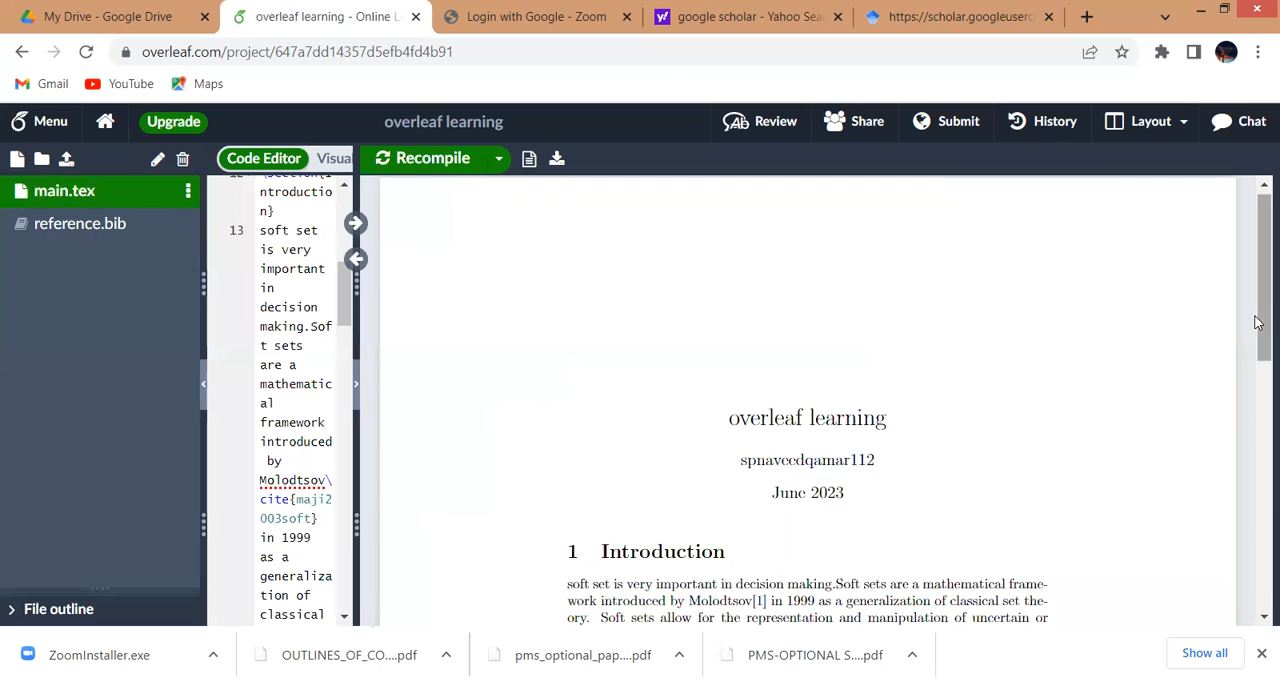 My Drive - Google Drive
overleaf learning - Online L
Login with Google - Zoom
google scholar - Yahoo Sea
https://scholar.googleuserc
overleaf.com/project/647a7dd14357d5efb4fd4b91
Gmail
YouTube
Maps
Menu
Upgrade
overleaf learning
Review
Share
Submit
History
Layout
Chat
Code Editor
Visua
Recompile
main.tex
reference.bib
\section{I
ntroductio
n}
13 soft set
is very
important
in
decision
making.Sof
t sets
are a
mathematic
al
framework
introduced
by
Molodtsov\
cite{maji2
003soft}
in 1999
as a
generaliza
tion of
classical
File outline
overleaf learning
spnaveedqamar112
June 2023
1 Introduction
soft set is very important in decision making.Soft sets are a mathematical frame-
work introduced by Molodtsov[1] in 1999 as a generalization of classical set the-
ory. Soft sets allow for the representation and manipulation of uncertain or
ZoomInstaller.exe
OUTLINES_OF_CO....pdf
pms_optional_pap....pdf
PMS-OPTIONAL S....pdf
Show all